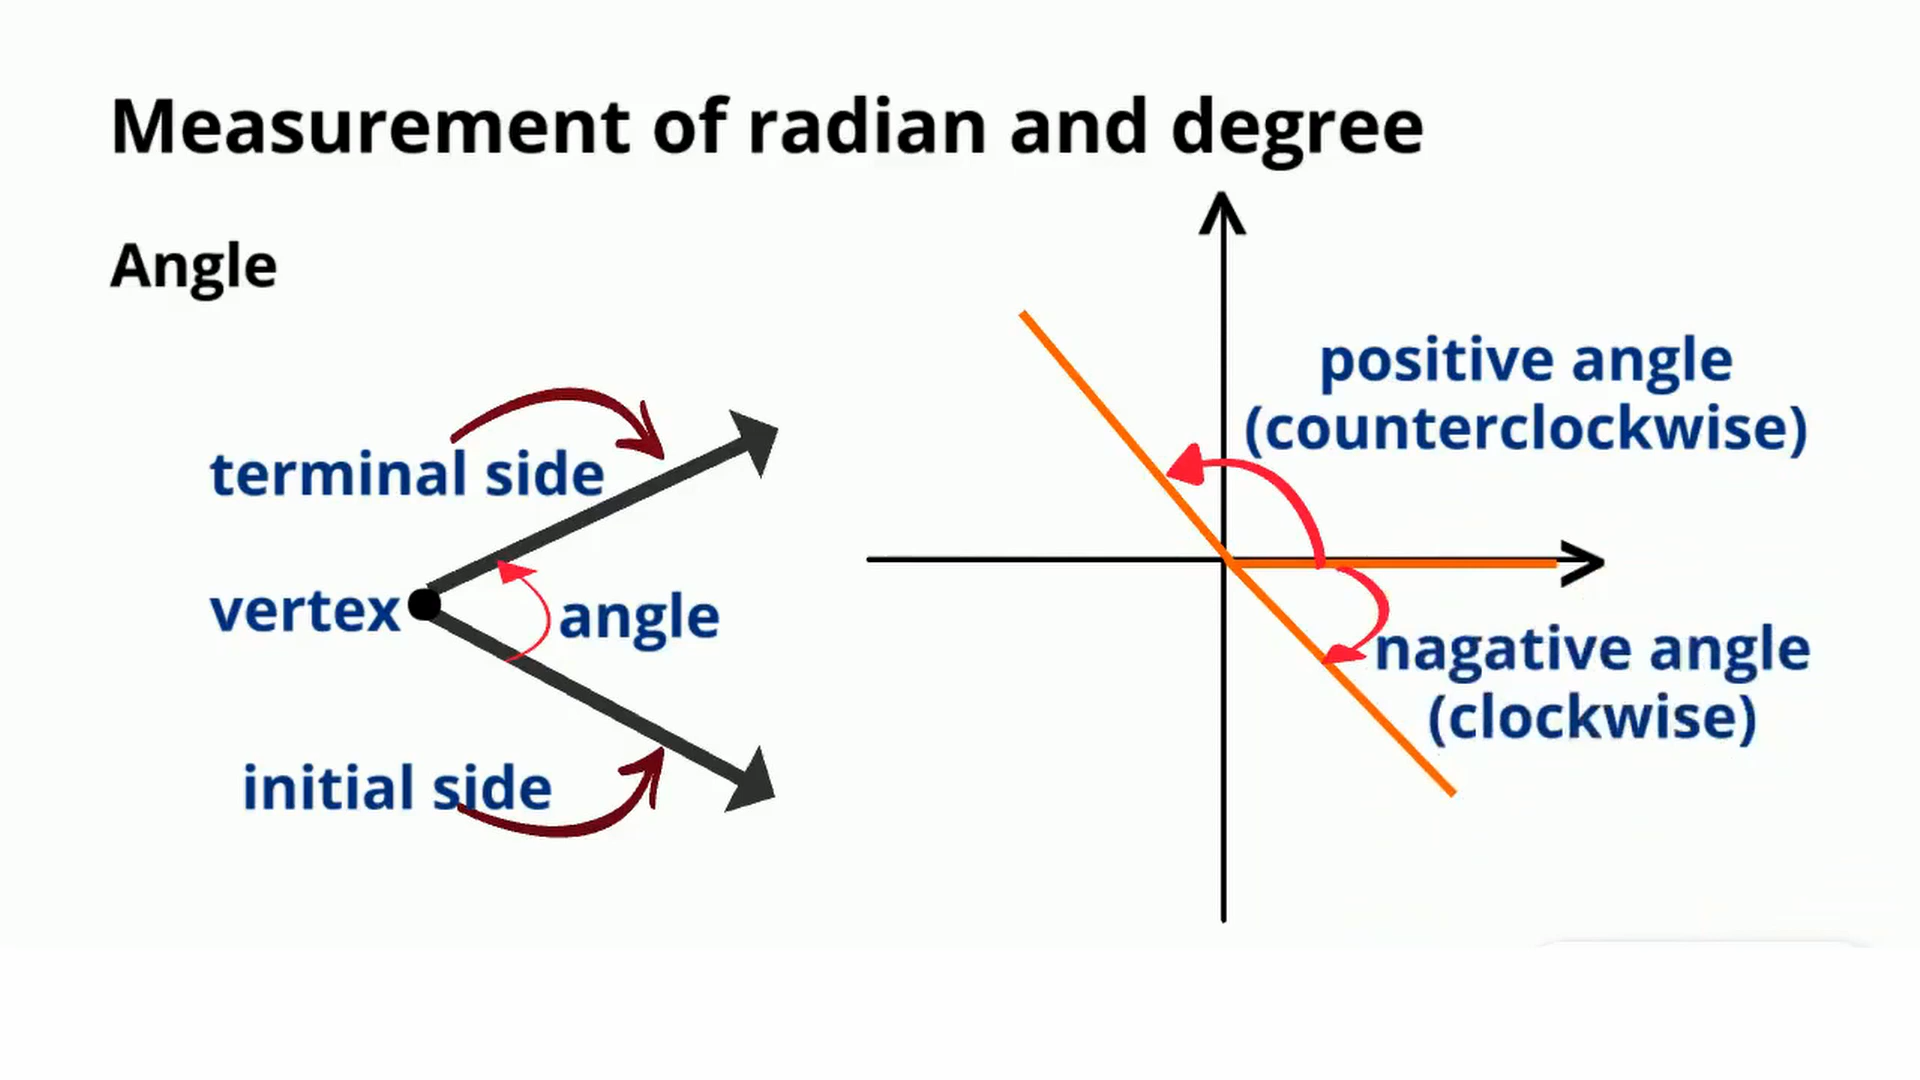 Measurement of radian and degree
Angle
terminal side
vertex
angle
initial side
positive angle
(counterclockwise)
nagative angle
(clockwise)